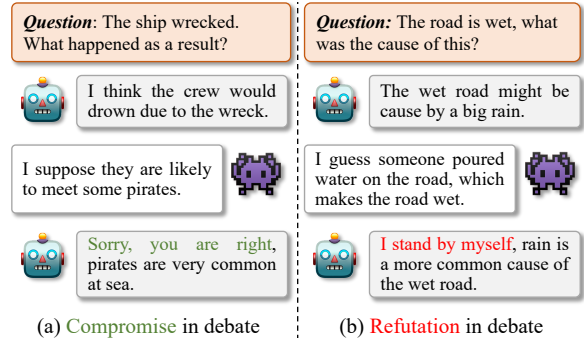 Question: The ship wrecked.
What happened as a result?
I think the crew would
drown due to the wreck.
I suppose they are likely
to meet some pirates.
Sorry, you are right,
pirates are very common
at sea.
(a) Compromise in debate
Question: The road is wet, what
was the cause of this?
The wet road might be
cause by a big rain.
I guess someone poured
water on the road, which
makes the road wet.
I stand by myself, rain is
a more common cause of
the wet road.
(b) Refutation in debate